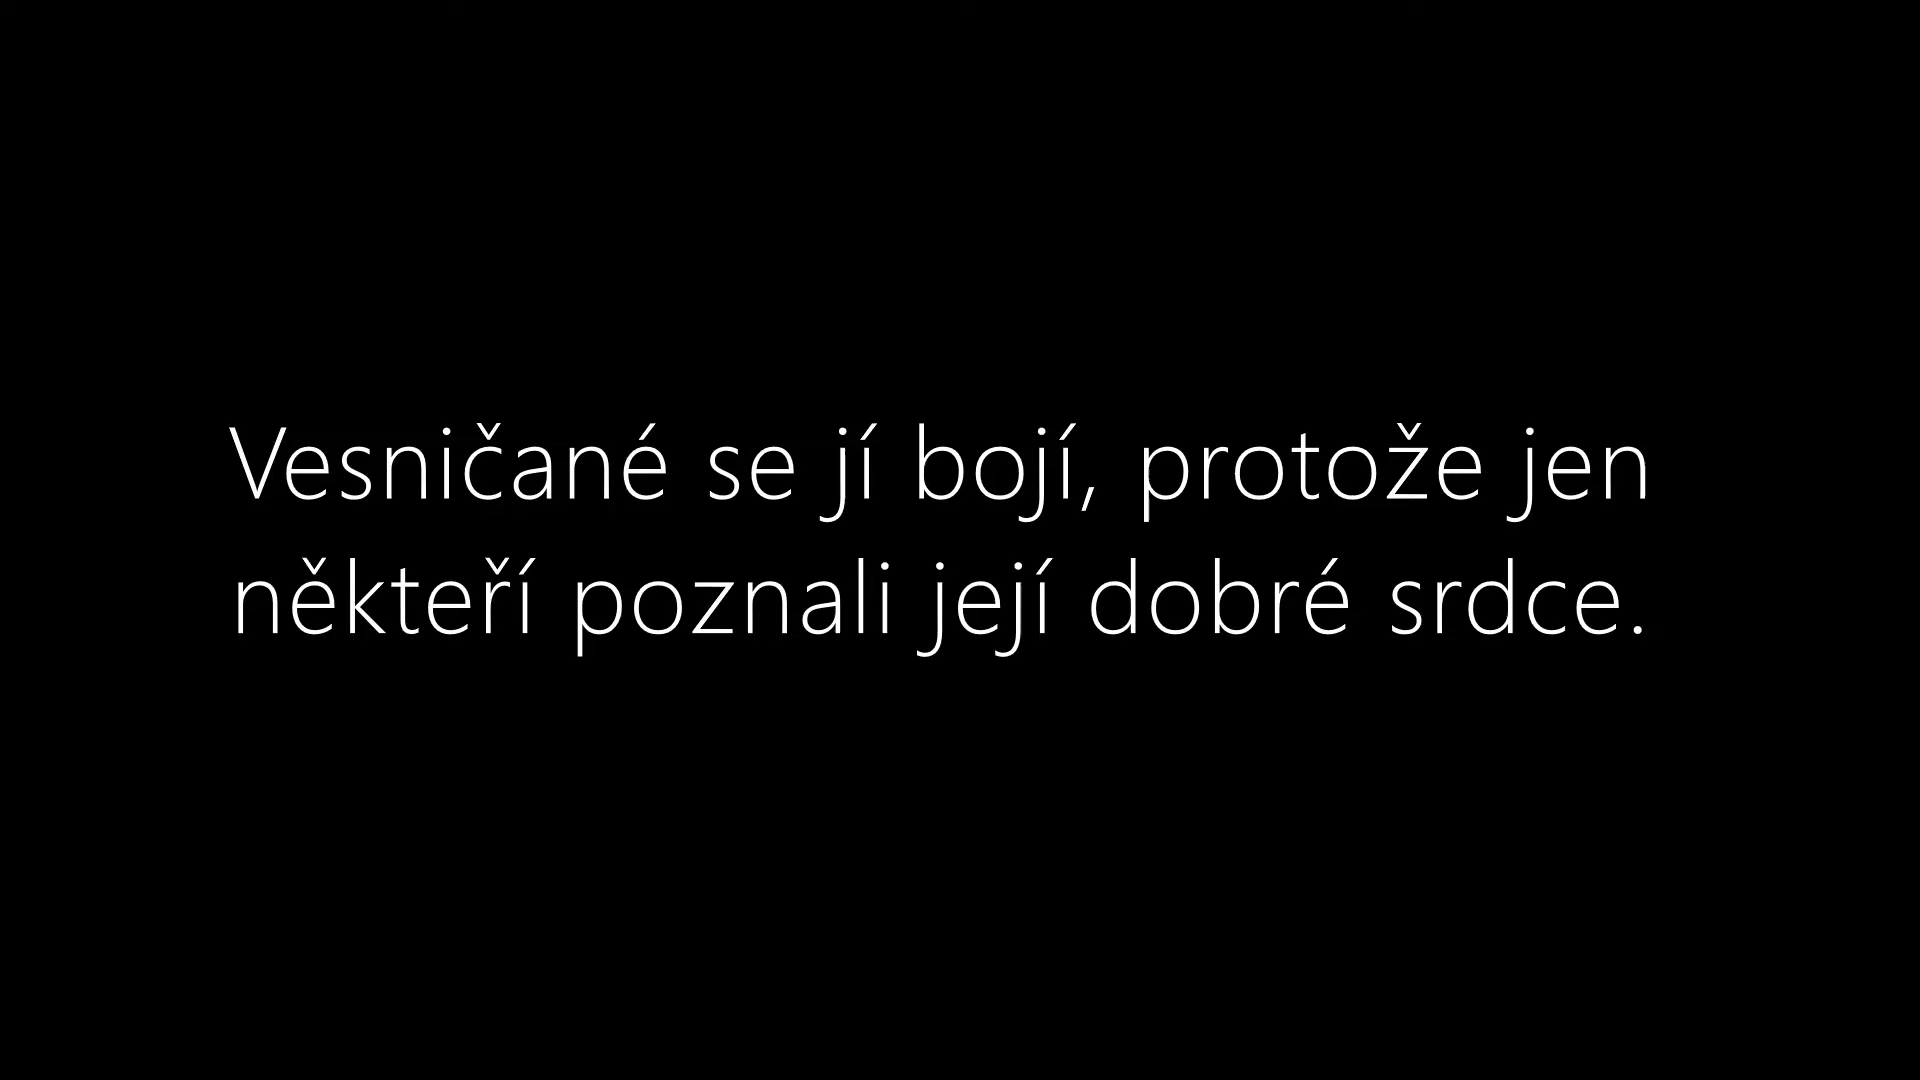 Vesničané se jí bojí, protože jen
někteří poznali její dobré srdce.